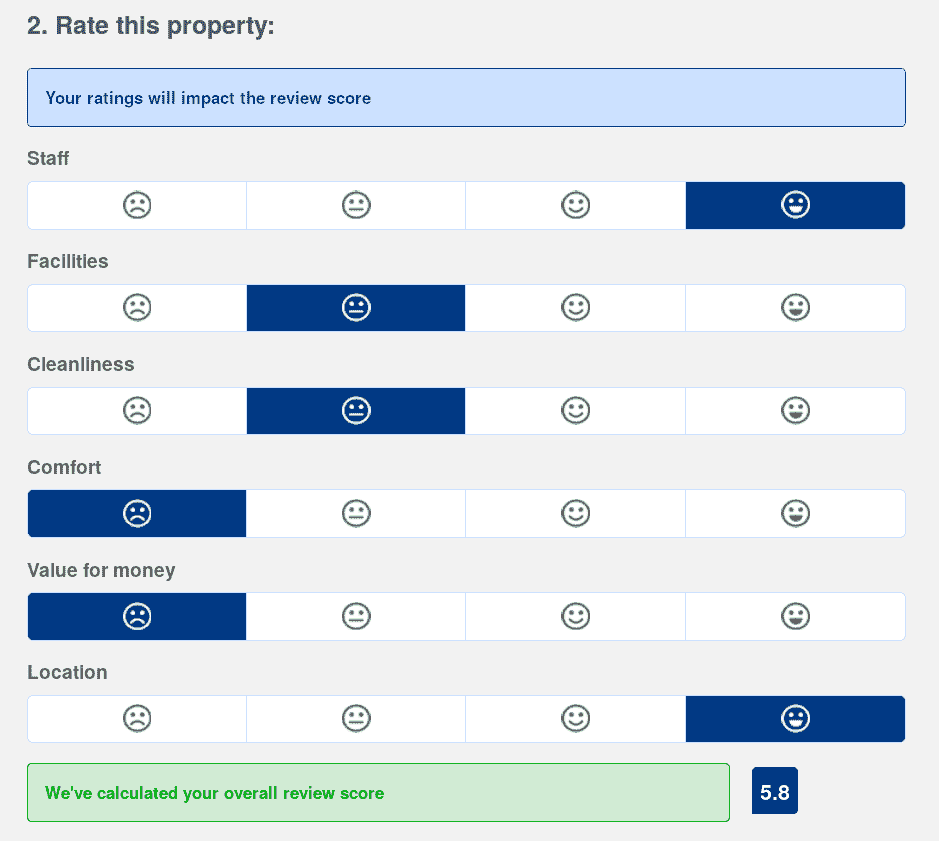 2. Rate this property:
Your ratings will impact the review score
Staff
Facilities
Cleanliness
Comfort
Value for money
Location
We've calculated your overall review score
5.8